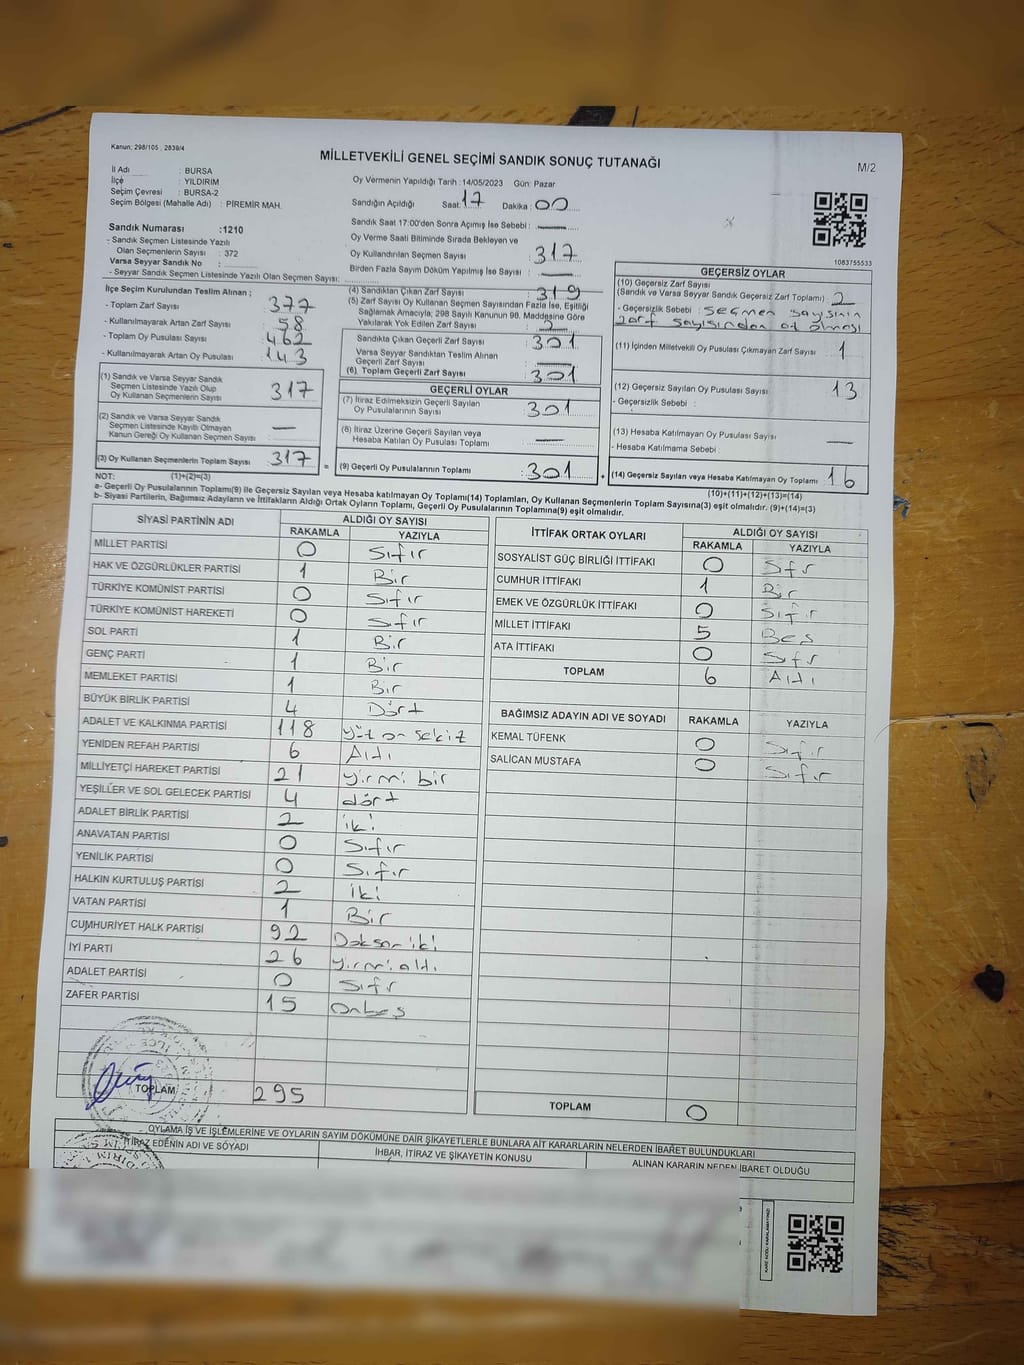 Kanun: 298/105 , 2839/4
MİLLETVEKİLİ GENEL SEÇİMİ SANDIK SONUÇ TUTANAĞI
M/2
İl Adı : BURSA
İlçe : YILDIRIM
Seçim Çevresi : BURSA-2
Seçim Bölgesi (Mahalle Adı) : PİREMİR MAH.
Oy Vermenin Yapıldığı Tarih :14/05/2023 Gün: Pazar
Sandığın Açıldığı Saat: 17 Dakika: 00
Sandık Saat 17:00'den Sonra Açımış İse Sebebi :
Sandık Numarası :1210
- Sandık Seçmen Listesinde Yazılı
Olan Seçmenlerin Sayısı : 372
Varsa Seyyar Sandık No :
- Seyyar Sandık Seçmen Listesinde Yazılı Olan Seçmen Sayısı:
Oy Verme Saati Bitiminde Sırada Bekleyen ve
Oy Kullandırılan Seçmen Sayısı : 317
Birden Fazla Sayım Döküm Yapılmış İse Sayısı : —
1083755533
İlçe Seçim Kurulundan Teslim Alınan ;
- Toplam Zarf Sayısı : 377
- Kullanılmayarak Artan Zarf Sayısı : 58
- Toplam Oy Pusulası Sayısı : 462
- Kullanılmayarak Artan Oy Pusulası : 143
(1) Sandık ve Varsa Seyyar Sandık
Seçmen Listesinde Yazılı Olup
Oy Kullanan Seçmenlerin Sayısı : 317
(2) Sandık ve Varsa Seyyar Sandık
Seçmen Listesinde Kayıtlı Olmayan
Kanun Gereği Oy Kullanan Seçmen Sayısı : —
(3) Oy Kullanan Seçmenlerin Toplam Sayısı : 317
(4) Sandıktan Çıkan Zarf Sayısı : 319
(5) Zarf Sayısı Oy Kullanan Seçmen Sayısından Fazla İse, Eşitliği
Sağlamak Amacıyla, 298 Sayılı Kanunun 98. Maddesine Göre
Yakılarak Yok Edilen Zarf Sayısı : 2
Sandıkta Çıkan Geçerli Zarf Sayısı : 301
Varsa Seyyar Sandıktan Teslim Alınan
Geçerli Zarf Sayısı : —
(6) Toplam Geçerli Zarf Sayısı : 301
GEÇERLİ OYLAR
(7) İtiraz Edilmeksizin Geçerli Sayılan
Oy Pusulalarının Sayısı : 301
(8) İtiraz Üzerine Geçerli Sayılan veya
Hesaba Katılan Oy Pusulası Toplamı : —
= (9) Geçerli Oy Pusulalarının Toplamı : 301 +
GEÇERSİZ OYLAR
(10) Geçersiz Zarf Sayısı
(Sandık ve Varsa Seyyar Sandık Geçersiz Zarf Toplamı) : 2
- Geçersizlik Sebebi : seçmen sayısının
zarf sayısından az olması
(11) İçinden Milletvekili Oy Pusulası Çıkmayan Zarf Sayısı : 1
(12) Geçersiz Sayılan Oy Pusulası Sayısı : 13
- Geçersizlik Sebebi :
(13) Hesaba Katılmayan Oy Pusulası Sayısı : —
- Hesaba Katılmama Sebebi :
(14) Geçersiz Sayılan veya Hesaba Katılmayan Oy Toplamı : 16
NOT: (1)+(2)=(3)
(10)+(11)+(12)+(13)=(14)
a- Geçerli Oy Pusulalarının Toplamı(9) ile Geçersiz Sayılan veya Hesaba katılmayan Oy Toplamı(14) Toplamları, Oy Kullanan Seçmenlerin Toplam Sayısına(3) eşit olmalıdır. (9)+(14)=(3)
b- Siyasi Partilerin, Bağımsız Adayların ve İttifakların Aldığı Ortak Oyların Toplamı, Geçerli Oy Pusulalarının Toplamına(9) eşit olmalıdır.
SİYASİ PARTİNİN ADI ALDIĞI OY SAYISI
RAKAMLA YAZIYLA
MİLLET PARTİSİ 0 Sıfır
HAK VE ÖZGÜRLÜKLER PARTİSİ 1 Bir
TÜRKİYE KOMÜNİST PARTİSİ 0 Sıfır
TÜRKİYE KOMÜNİST HAREKETİ 0 Sıfır
SOL PARTİ 1 Bir
GENÇ PARTİ 1 Bir
MEMLEKET PARTİSİ 1 Bir
BÜYÜK BİRLİK PARTİSİ 4 Dört
ADALET VE KALKINMA PARTİSİ 118 yüz on sekiz
YENİDEN REFAH PARTİSİ 6 Altı
MİLLİYETÇİ HAREKET PARTİSİ 21 yirmi bir
YEŞİLLER VE SOL GELECEK PARTİSİ 4 dört
ADALET BİRLİK PARTİSİ 2 iki
ANAVATAN PARTİSİ 0 Sıfır
YENİLİK PARTİSİ 0 Sıfır
HALKIN KURTULUŞ PARTİSİ 2 iki
VATAN PARTİSİ 1 Bir
CUMHURİYET HALK PARTİSİ 92 Doksan iki
İYİ PARTİ 26 yirmi altı
ADALET PARTİSİ 0 Sıfır
ZAFER PARTİSİ 15 Onbeş
TOPLAM 295
İTTİFAK ORTAK OYLARI ALDIĞI OY SAYISI
RAKAMLA YAZIYLA
SOSYALİST GÜÇ BİRLİĞİ İTTİFAKI 0 Sıfır
CUMHUR İTTİFAKI 1 Bir
EMEK VE ÖZGÜRLÜK İTTİFAKI 0 Sıfır
MİLLET İTTİFAKI 5 Beş
ATA İTTİFAKI 0 Sıfır
TOPLAM 6 Altı
BAĞIMSIZ ADAYIN ADI VE SOYADI RAKAMLA YAZIYLA
KEMAL TÜFENK 0 Sıfır
SALİCAN MUSTAFA 0 Sıfır
TOPLAM 0
OYLAMA İŞ VE İŞLEMLERİNE VE OYLARIN SAYIM DÖKÜMÜNE DAİR ŞİKAYETLERLE BUNLARA AİT KARARLARIN NELERDEN İBARET BULUNDUKLARI
İTİRAZ EDENİN ADI VE SOYADI
İHBAR, İTİRAZ VE ŞİKAYETİN KONUSU
ALINAN KARARIN NEDEN İBARET OLDUĞU
KARE KODU KARALAMAYINIZ!